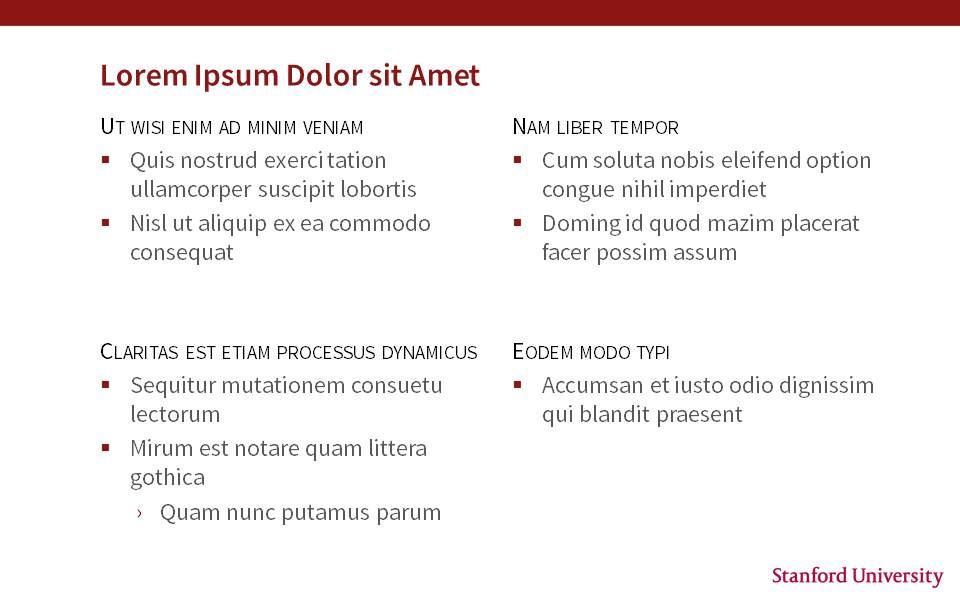 Lorem Ipsum Dolor sit Amet
Ut wisi enim ad minim veniam
▪ Quis nostrud exerci tation
ullamcorper suscipit lobortis
▪ Nisl ut aliquip ex ea commodo
consequat
Nam liber tempor
▪ Cum soluta nobis eleifend option
congue nihil imperdiet
▪ Doming id quod mazim placerat
facer possim assum
Claritas est etiam processus dynamicus
▪ Sequitur mutationem consuetu
lectorum
▪ Mirum est notare quam littera
gothica
› Quam nunc putamus parum
Eodem modo typi
▪ Accumsan et iusto odio dignissim
qui blandit praesent
Stanford University